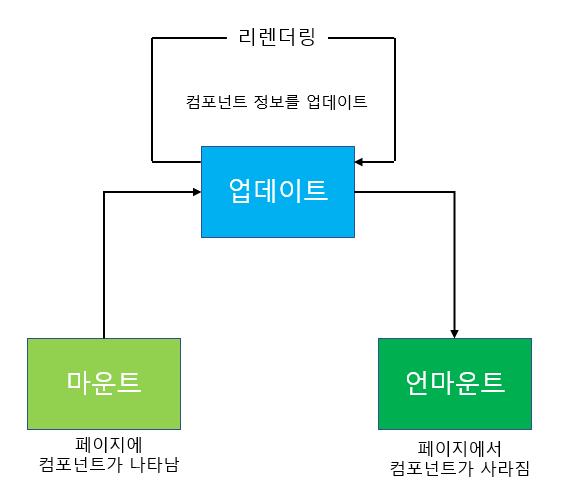 리렌더링
컴포넌트 정보를 업데이트
업데이트
마운트
언마운트
페이지에
컴포넌트가 나타남
페이지에서
컴포넌트가 사라짐